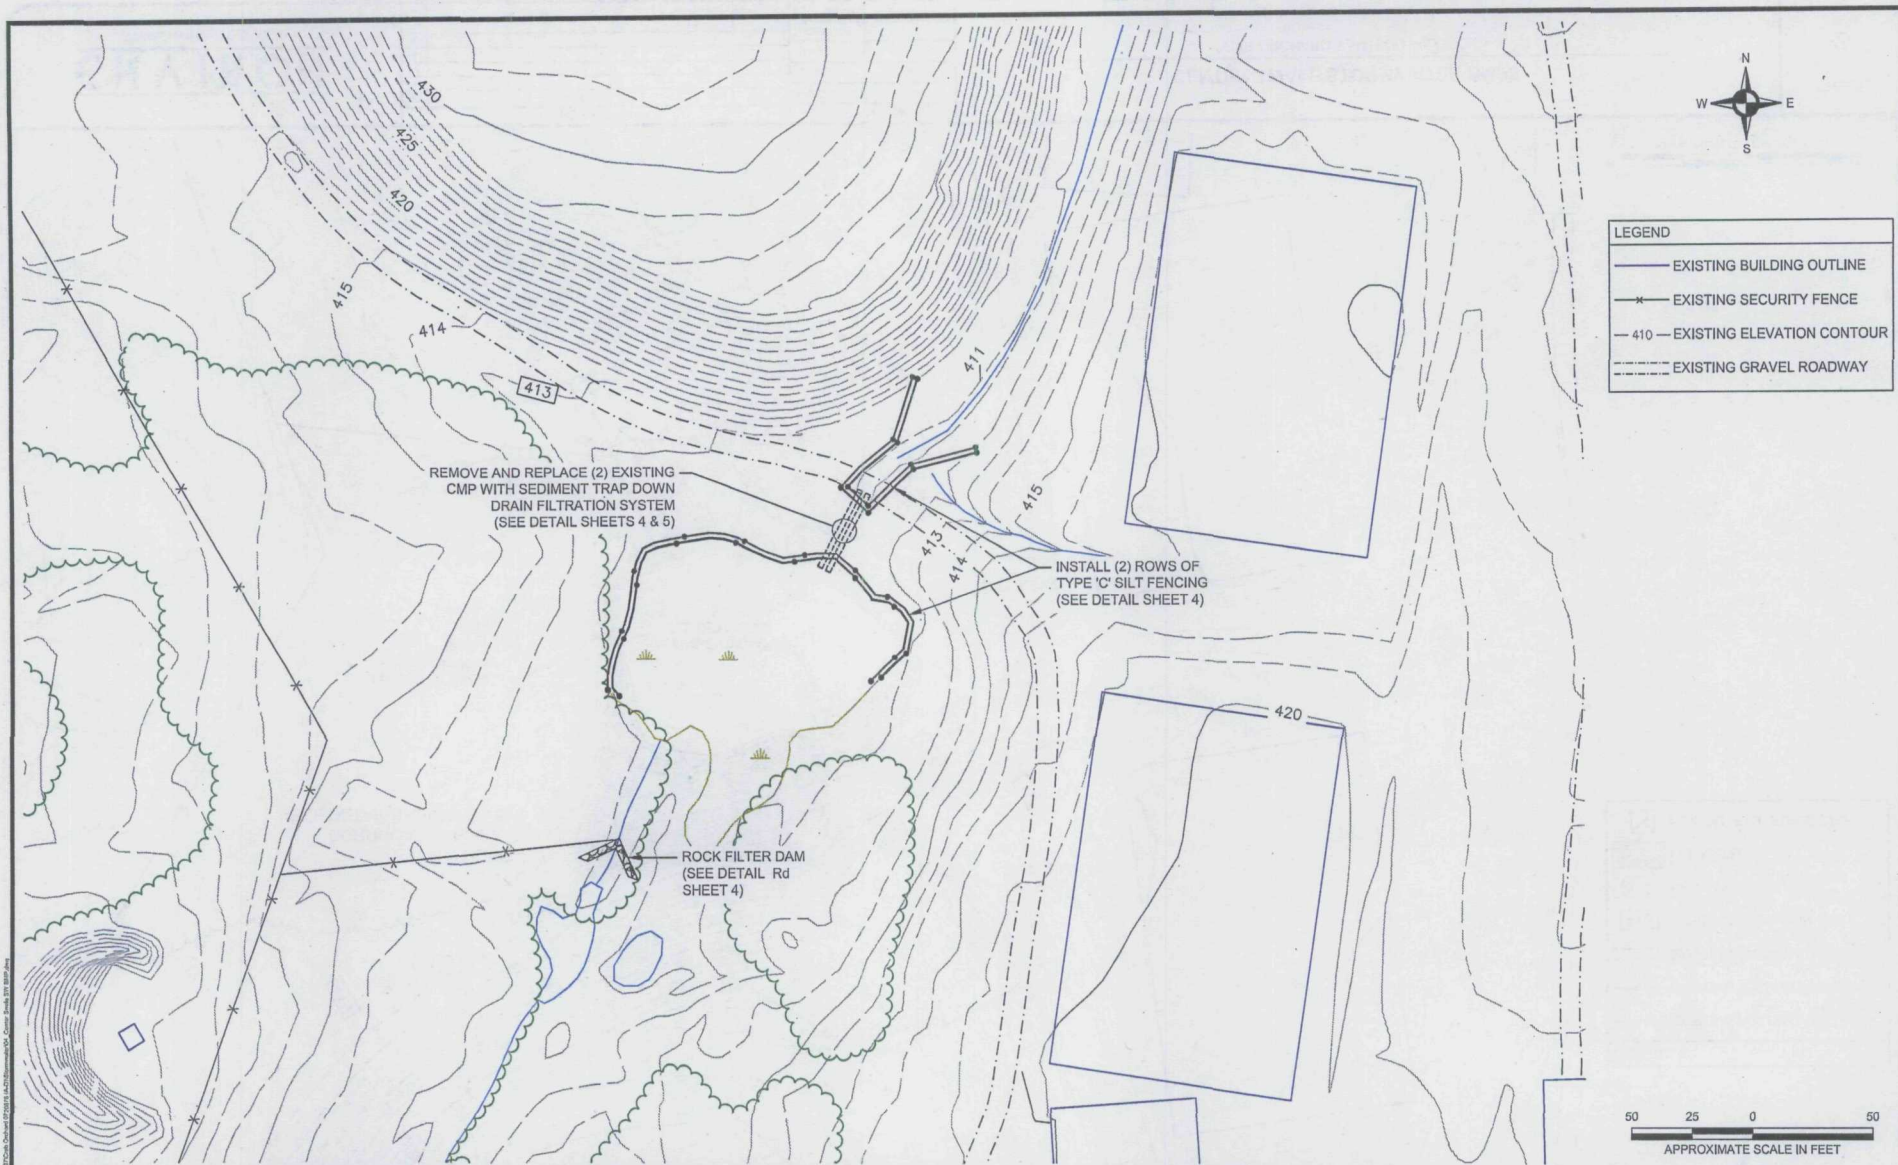 N
W E
S
LEGEND
EXISTING BUILDING OUTLINE
EXISTING SECURITY FENCE
410 EXISTING ELEVATION CONTOUR
EXISTING GRAVEL ROADWAY
430
425
420
415
414
413
411
REMOVE AND REPLACE (2) EXISTING
CMP WITH SEDIMENT TRAP DOWN
DRAIN FILTRATION SYSTEM
(SEE DETAIL SHEETS 4 & 5)
415
413
414
INSTALL (2) ROWS OF
TYPE 'C' SILT FENCING
(SEE DETAIL SHEET 4)
420
ROCK FILTER DAM
(SEE DETAIL Rd
SHEET 4)
50 25 0 50
APPROXIMATE SCALE IN FEET